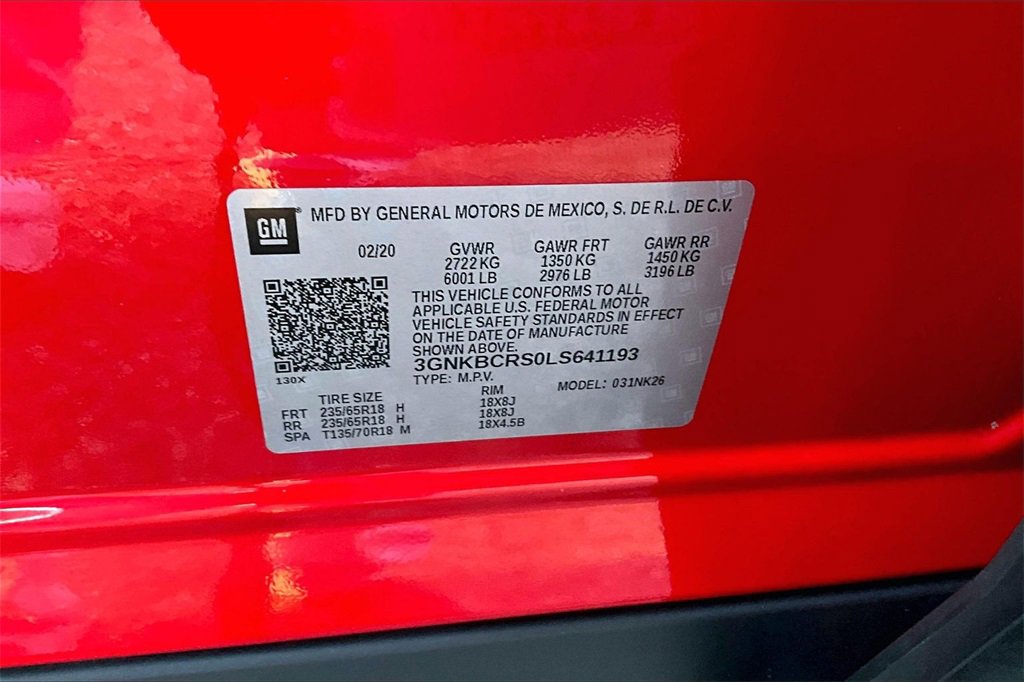 GM
MFD BY GENERAL MOTORS DE MEXICO, S. DE R.L. DE C.V.
02/20 GVWR GAWR FRT GAWR RR
2722 KG 1350 KG 1450 KG
6001 LB 2976 LB 3196 LB
THIS VEHICLE CONFORMS TO ALL
APPLICABLE U.S. FEDERAL MOTOR
VEHICLE SAFETY STANDARDS IN EFFECT
ON THE DATE OF MANUFACTURE
SHOWN ABOVE.
3GNKBCRS0LS641193
130X
TYPE: M.P.V. MODEL: 031NK26
TIRE SIZE RIM
FRT 235/65R18 H 18X8J
RR 235/65R18 H 18X8J
SPA T135/70R18 M 18X4.5B